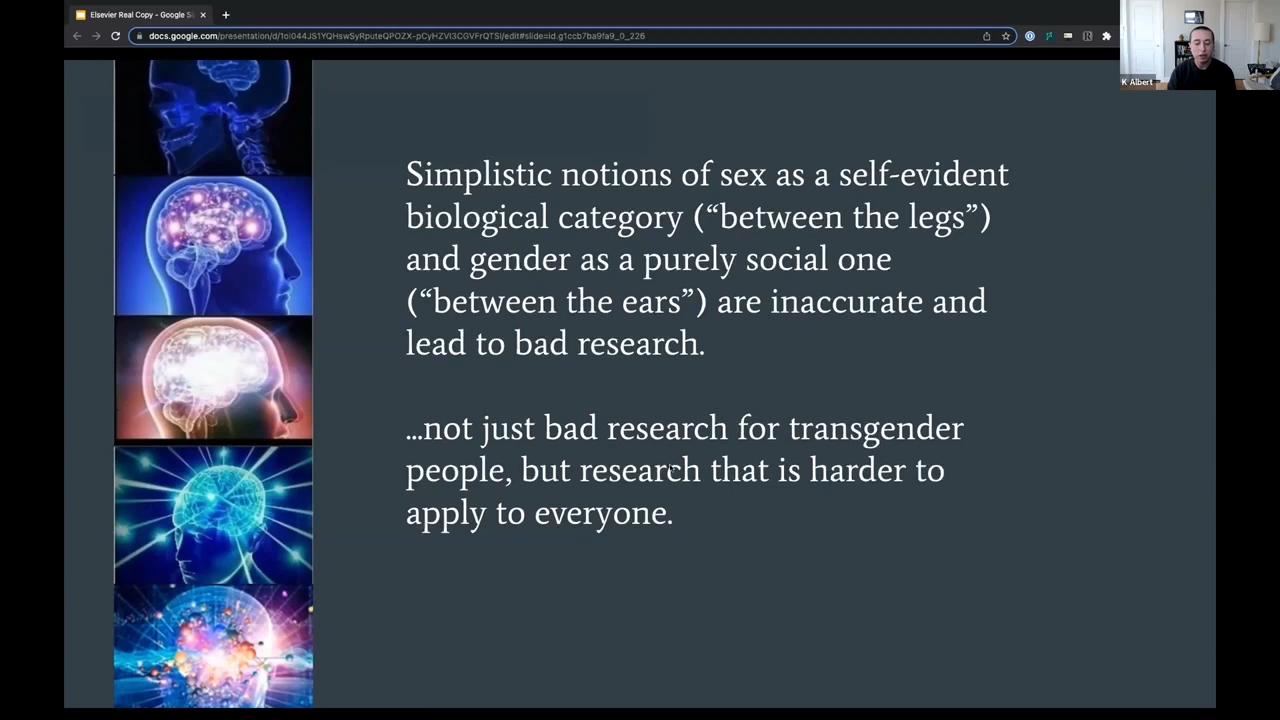 Elsevier Real Copy - Google Sl
docs.google.com/presentation/d/1oi044JS1YQHswSyRputeQPOZX-pCyHZVI3CGVFrQTSI/edit#slide=id.g1ccb7ba9fa9_0_226
K Albert
Simplistic notions of sex as a self-evident
biological category (“between the legs”)
and gender as a purely social one
(“between the ears”) are inaccurate and
lead to bad research.
...not just bad research for transgender
people, but research that is harder to
apply to everyone.